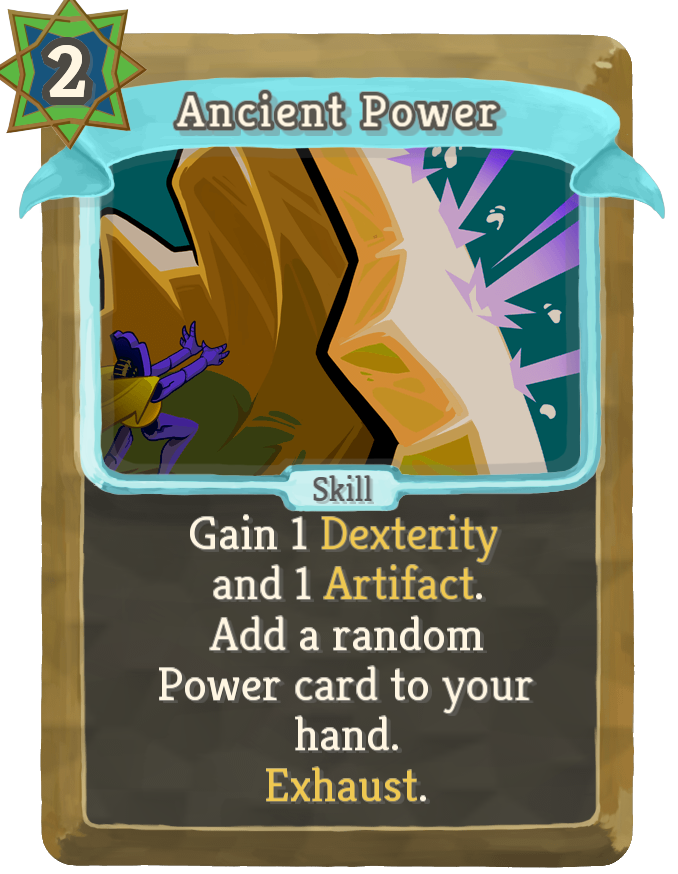 2
Ancient Power
Skill
Gain 1 Dexterity
and 1 Artifact.
Add a random
Power card to your
hand.
Exhaust.